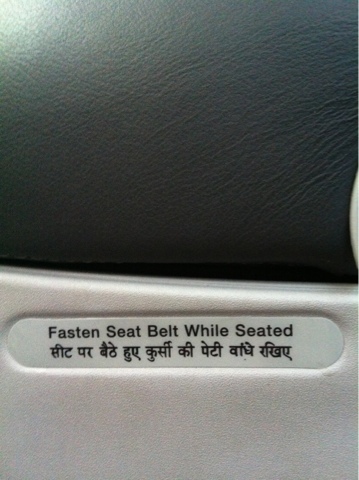 Fasten Seat Belt While Seated
सीट पर बैठे हुए कुर्सी की पेटी बांधे रखिए